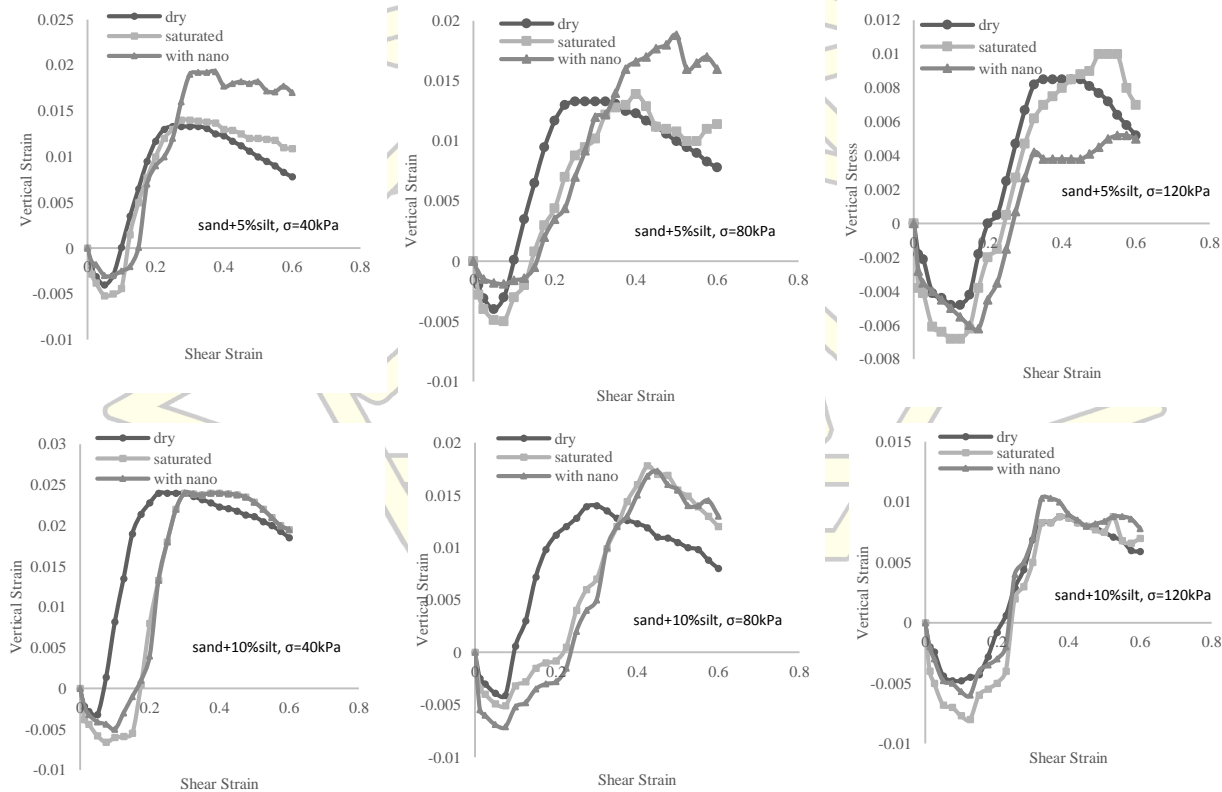 0.025
0.02
0.015
0.01
0.005
0
-0.005
-0.01
0 0.2 0.4 0.6 0.8
Vertical Strain
Shear Strain
dry
saturated
with nano
sand+5%silt, σ=40kPa
0.02
0.015
0.01
0.005
0
-0.005
-0.01
0 0.2 0.4 0.6 0.8
Vertical Strain
Shear Strain
dry
saturated
with nano
sand+5%silt, σ=80kPa
0.012
0.01
0.008
0.006
0.004
0.002
0
-0.002
-0.004
-0.006
-0.008
0 0.2 0.4 0.6 0.8
Vertical Stress
Shear Strain
dry
saturated
with nano
sand+5%silt, σ=120kPa
0.03
0.025
0.02
0.015
0.01
0.005
0
-0.005
-0.01
0 0.2 0.4 0.6 0.8
Vertical Strain
Shear Strain
dry
saturated
with nano
sand+10%silt, σ=40kPa
0.02
0.015
0.01
0.005
0
-0.005
-0.01
0 0.2 0.4 0.6 0.8
Vertical Strain
Shear Strain
dry
saturated
with nano
sand+10%silt, σ=80kPa
0.015
0.01
0.005
0
-0.005
-0.01
0 0.2 0.4 0.6 0.8
Vertical Strain
Shear Strain
dry
saturated
with nano
sand+10%silt, σ=120kPa